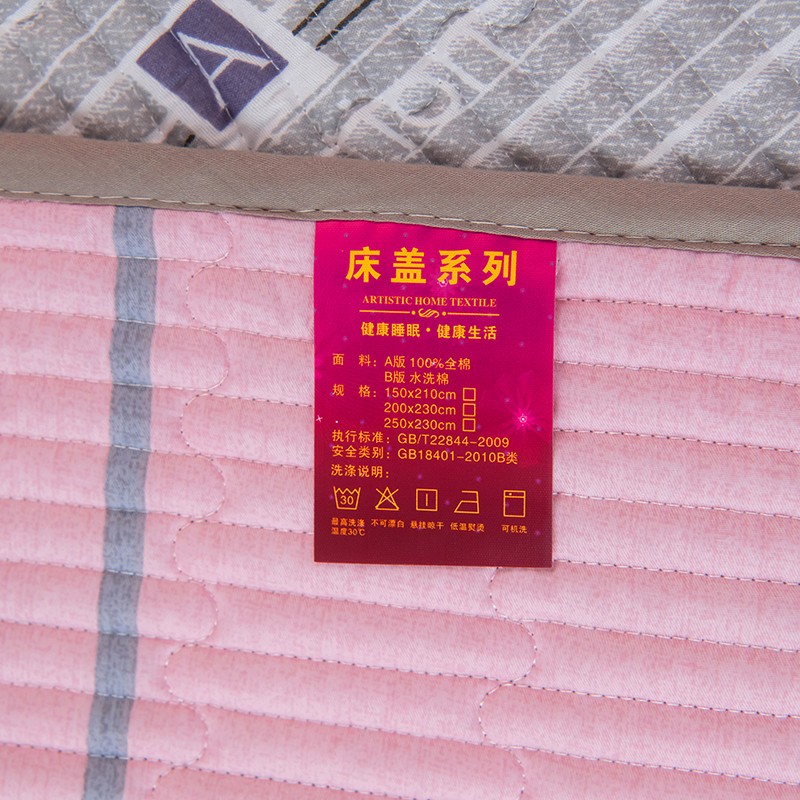 A
床盖系列
ARTISTIC HOME TEXTILE
健康睡眠·健康生活
面 料：A版 100%全棉
B版 水洗棉
规 格：150x210cm □
200x230cm □
250x230cm □
执行标准：GB/T22844-2009
安全类别：GB18401-2010B类
洗涤说明：
30
最高洗涤温度30℃ 不可漂白 悬挂晾干 低温熨烫 可机洗